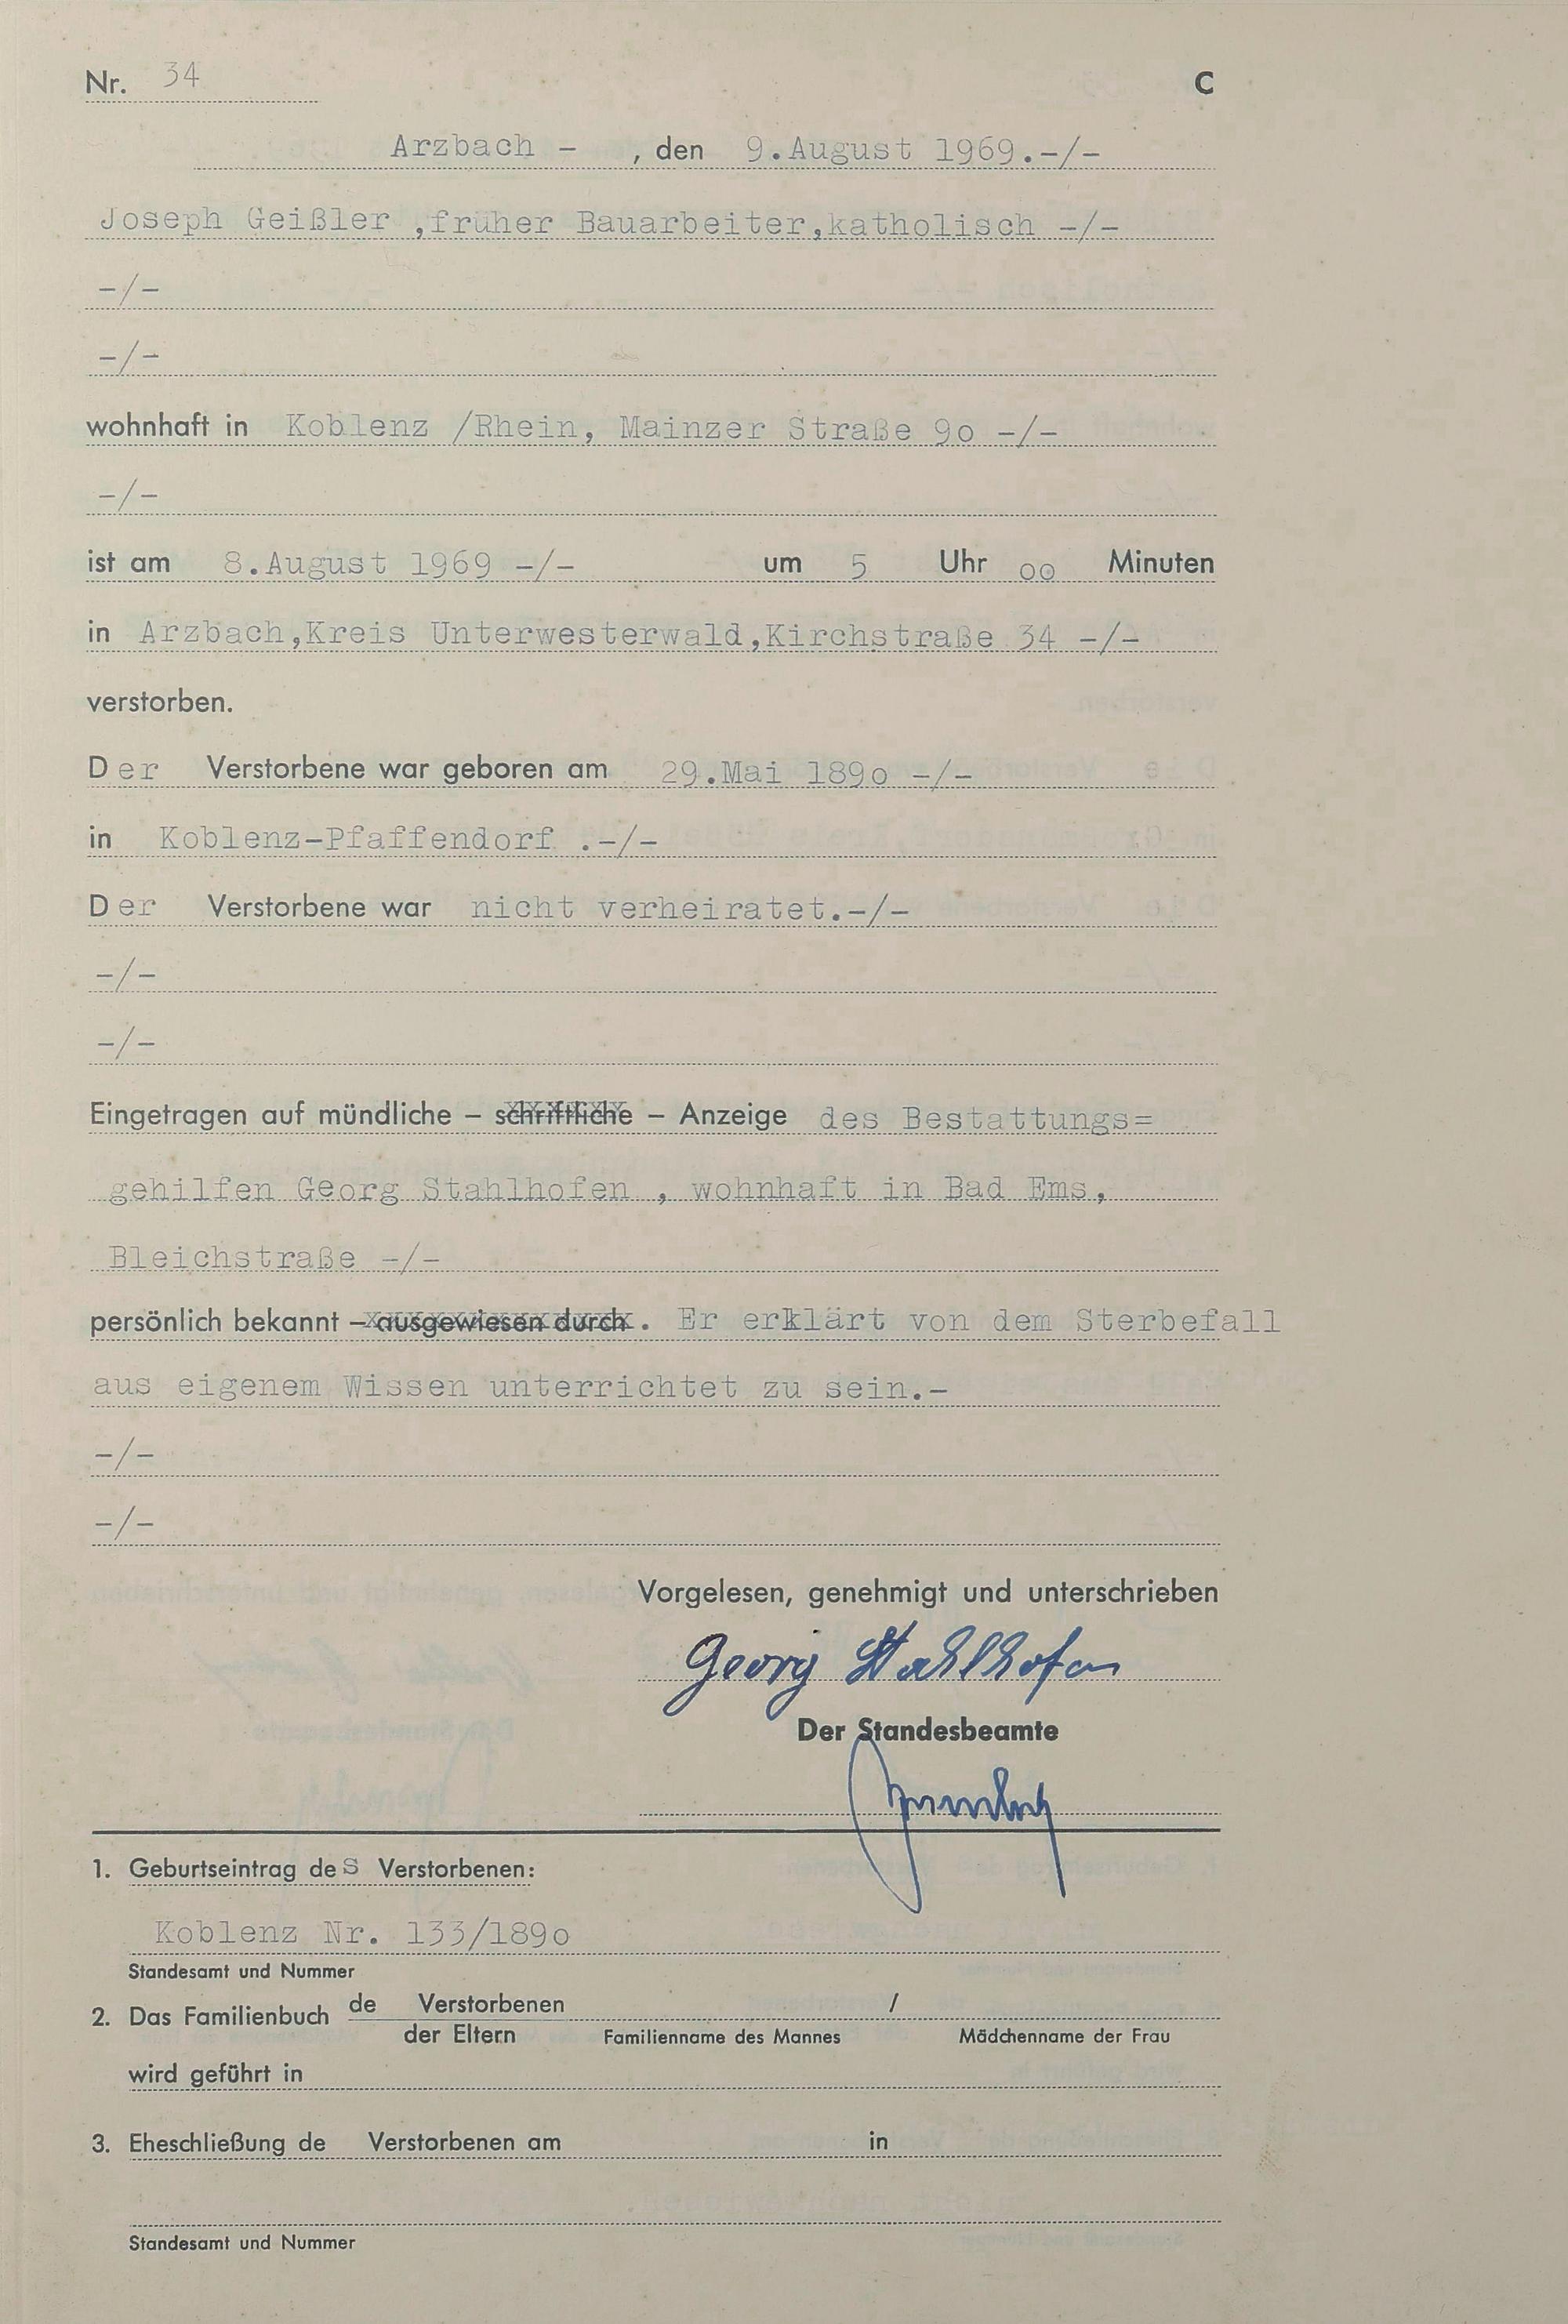 Nr. 34 C
Arzbach - , den 9.August 1969.-/-
Joseph Geißler ,früher Bauarbeiter,katholisch -/-
-/-
-/-
wohnhaft in Koblenz /Rhein, Mainzer Straße 9o -/-
-/-
ist am 8.August 1969 -/- um 5 Uhr oo Minuten
in Arzbach,Kreis Unterwesterwald,Kirchstraße 34 -/-
verstorben.
Der Verstorbene war geboren am 29.Mai 189o -/-
in Koblenz-Pfaffendorf .-/-
Der Verstorbene war nicht verheiratet.-/-
-/-
-/-
Eingetragen auf mündliche – schriftliche – Anzeige des Bestattungs=
gehilfen Georg Stahlhofen , wohnhaft in Bad Ems,
Bleichstraße -/-
persönlich bekannt – ausgewiesen durch . Er erklärt von dem Sterbefall
aus eigenem Wissen unterrichtet zu sein.-
-/-
-/-
Vorgelesen, genehmigt und unterschrieben
Georg Stahlhofen
Der Standesbeamte
1. Geburtseintrag des Verstorbenen:
Koblenz Nr. 133/189o
Standesamt und Nummer
2. Das Familienbuch de Verstorbenen /
der Eltern Familienname des Mannes Mädchenname der Frau
wird geführt in
3. Eheschließung de Verstorbenen am in
Standesamt und Nummer